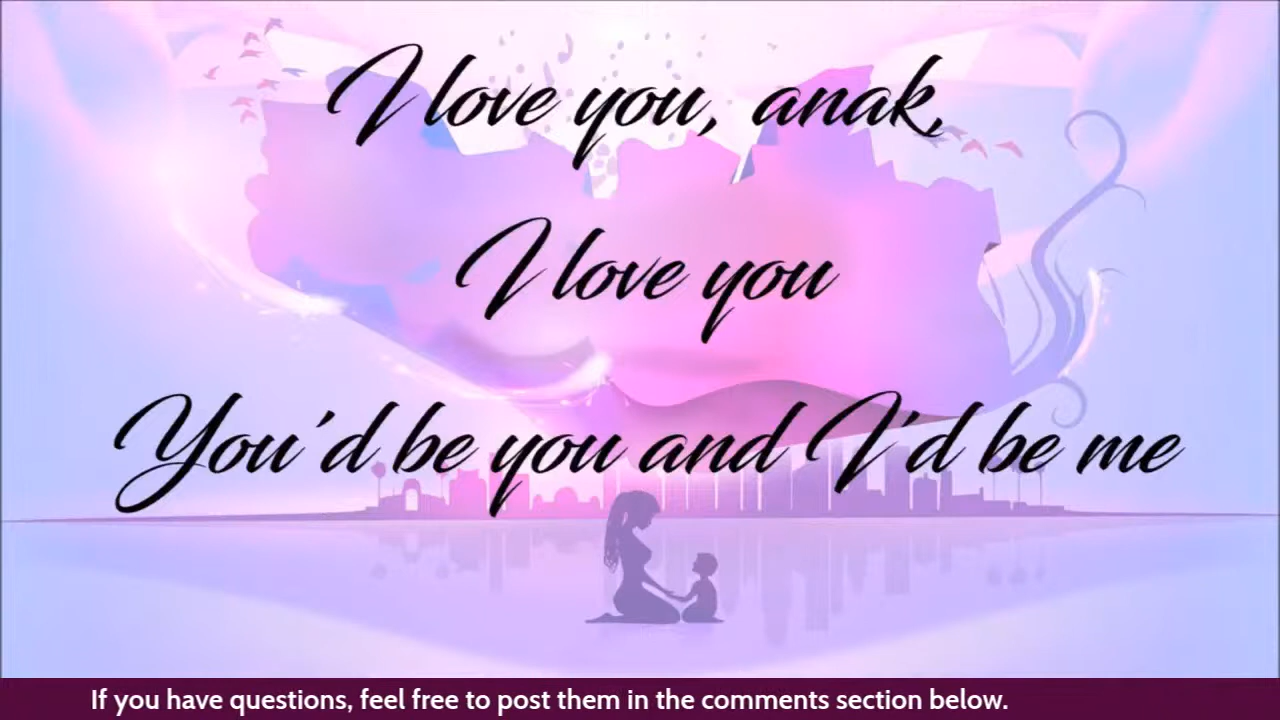 I love you, anak,
I love you
You'd be you and I'd be me
If you have questions, feel free to post them in the comments section below.